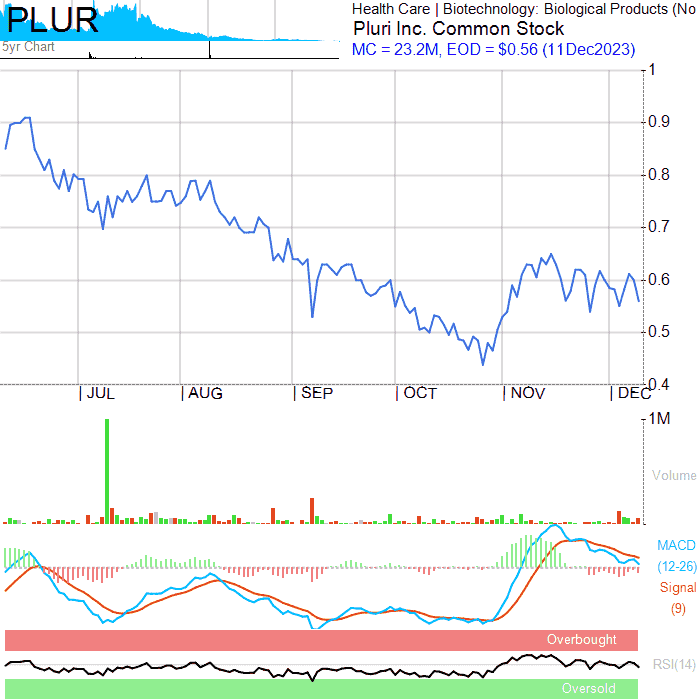 PLUR
5yr Chart
Health Care | Biotechnology: Biological Products (No
Pluri Inc. Common Stock
MC = 23.2M, EOD = $0.56 (11Dec2023)
1
0.9
0.8
0.7
0.6
0.5
0.4
| JUL | AUG | SEP | OCT | NOV | DEC
1M
Volume
MACD
(12-26)
Signal
(9)
Overbought
RSI(14)
Oversold